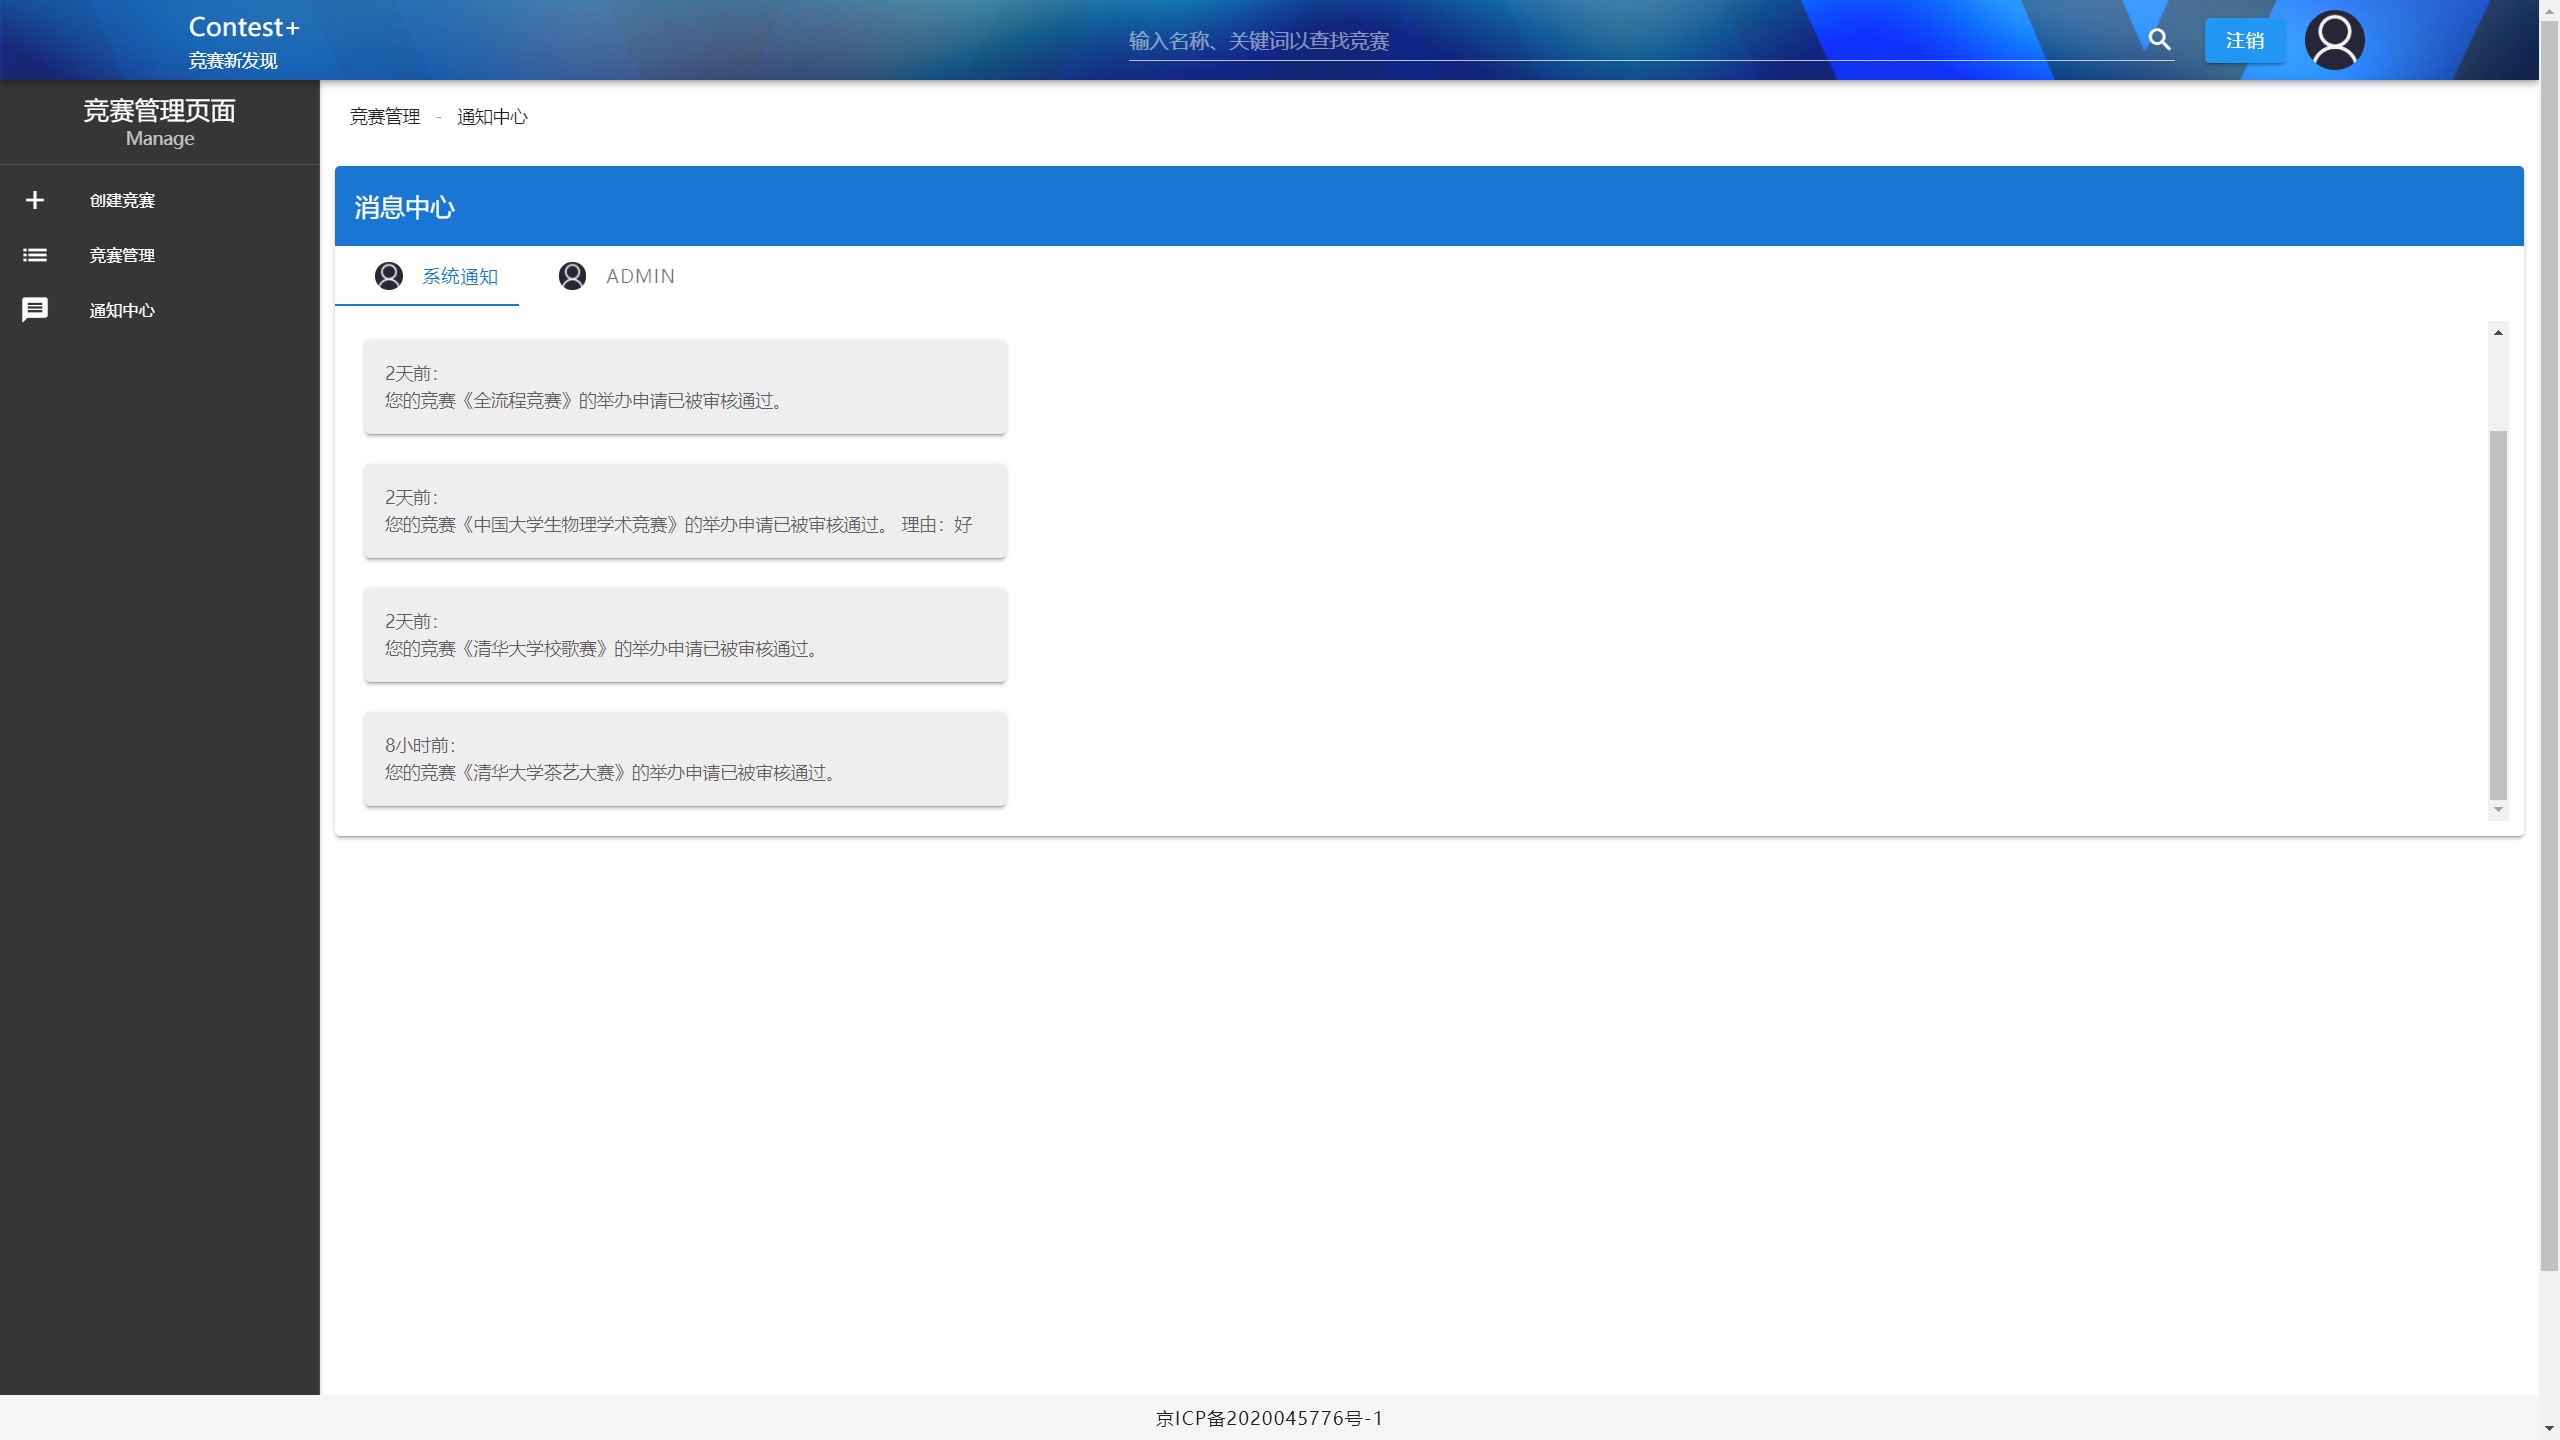 Contest+
竞赛新发现
输入名称、关键词以查找竞赛
注销
竞赛管理页面
Manage
创建竞赛
竞赛管理
通知中心
竞赛管理 - 通知中心
消息中心
系统通知
ADMIN
2天前：
您的竞赛《全流程竞赛》的举办申请已被审核通过。
2天前：
您的竞赛《中国大学生物理学术竞赛》的举办申请已被审核通过。 理由：好
2天前：
您的竞赛《清华大学校歌赛》的举办申请已被审核通过。
8小时前：
您的竞赛《清华大学茶艺大赛》的举办申请已被审核通过。
京ICP备2020045776号-1